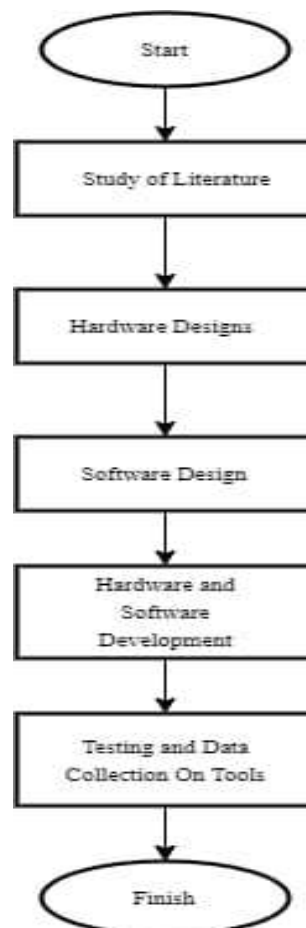 Start
Study of Literature
Hardware Designs
Software Design
Hardware and
Software
Development
Testing and Data
Collection On Tools
Finish